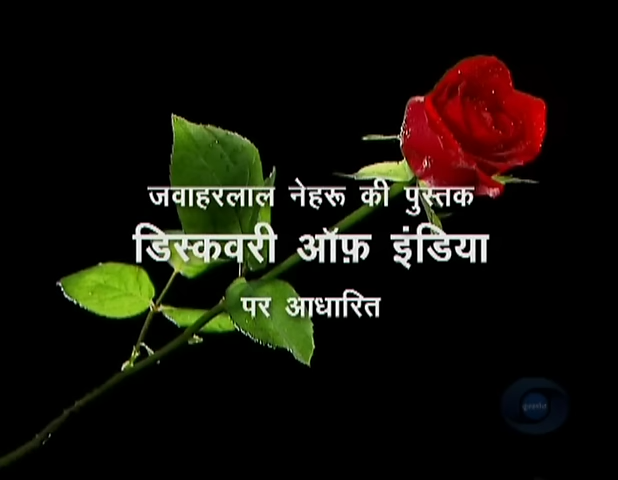 जवाहरलाल नेहरू की पुस्तक
डिस्कवरी ऑफ़ इंडिया
पर आधारित